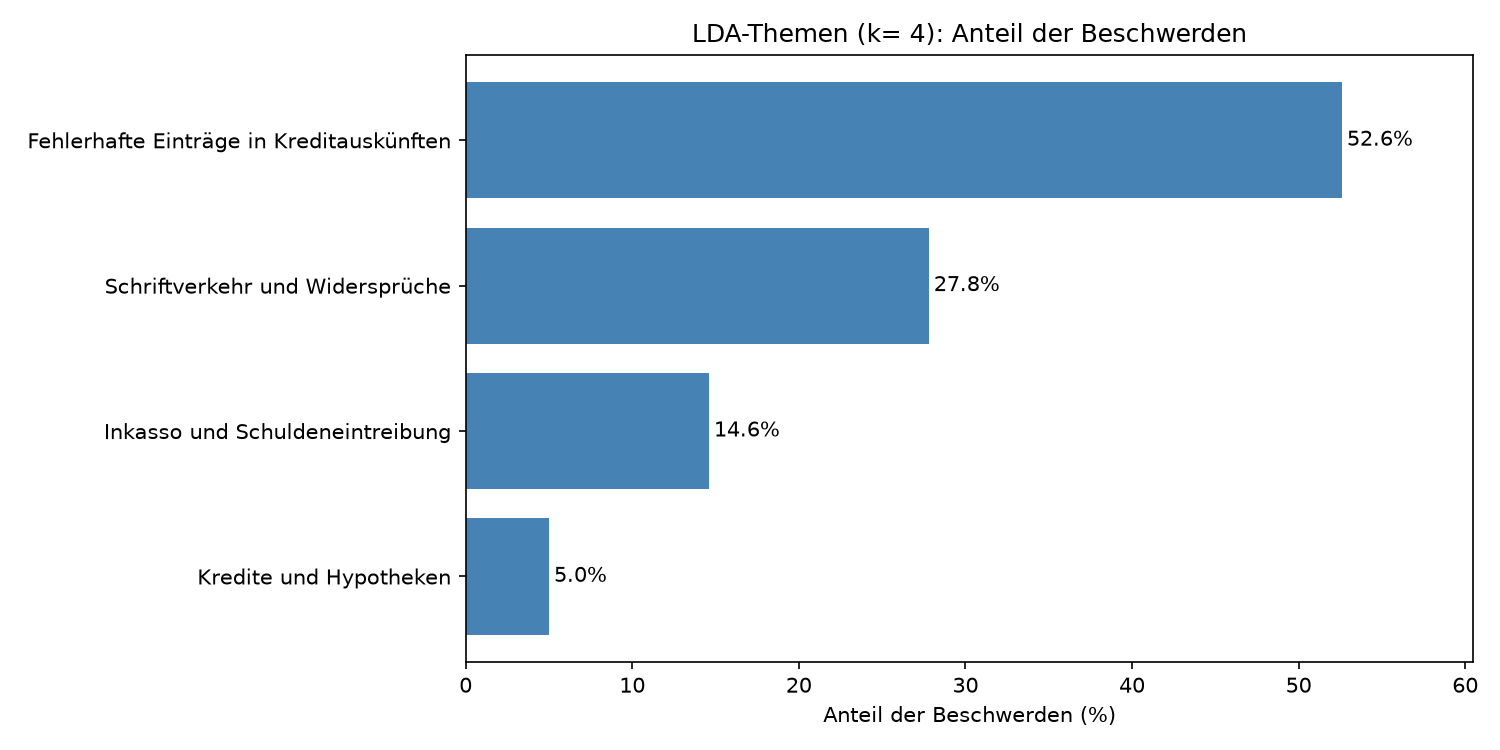 LDA-Themen (k= 4): Anteil der Beschwerden
Fehlerhafte Einträge in Kreditauskünften
52.6%
Schriftverkehr und Widersprüche
27.8%
Inkasso und Schuldeneintreibung
14.6%
Kredite und Hypotheken
5.0%
0 10 20 30 40 50 60
Anteil der Beschwerden (%)